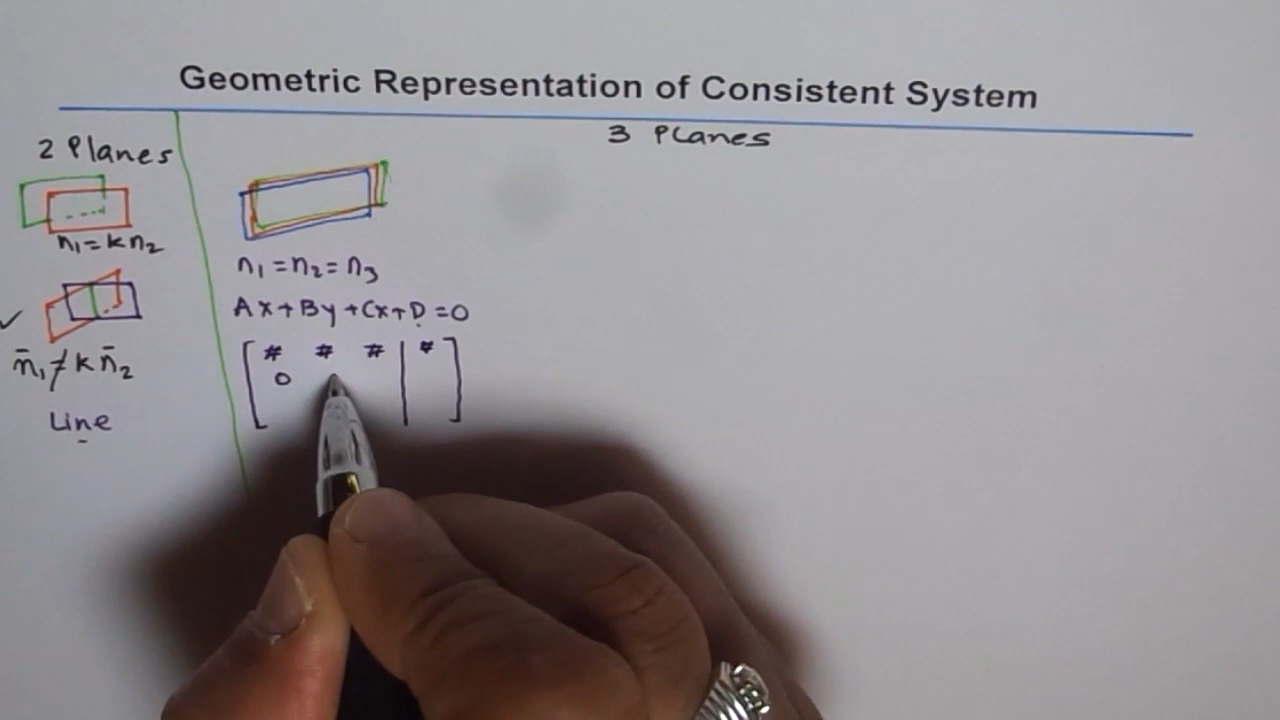 Geometric Representation of Consistent System
3 Planes
2 Planes
n1 = kn2
n̄1 ≠ k n̄2
Line
n1 = n2 = n3
Ax + By + Cx + D = 0
[ # # # | # ]
0